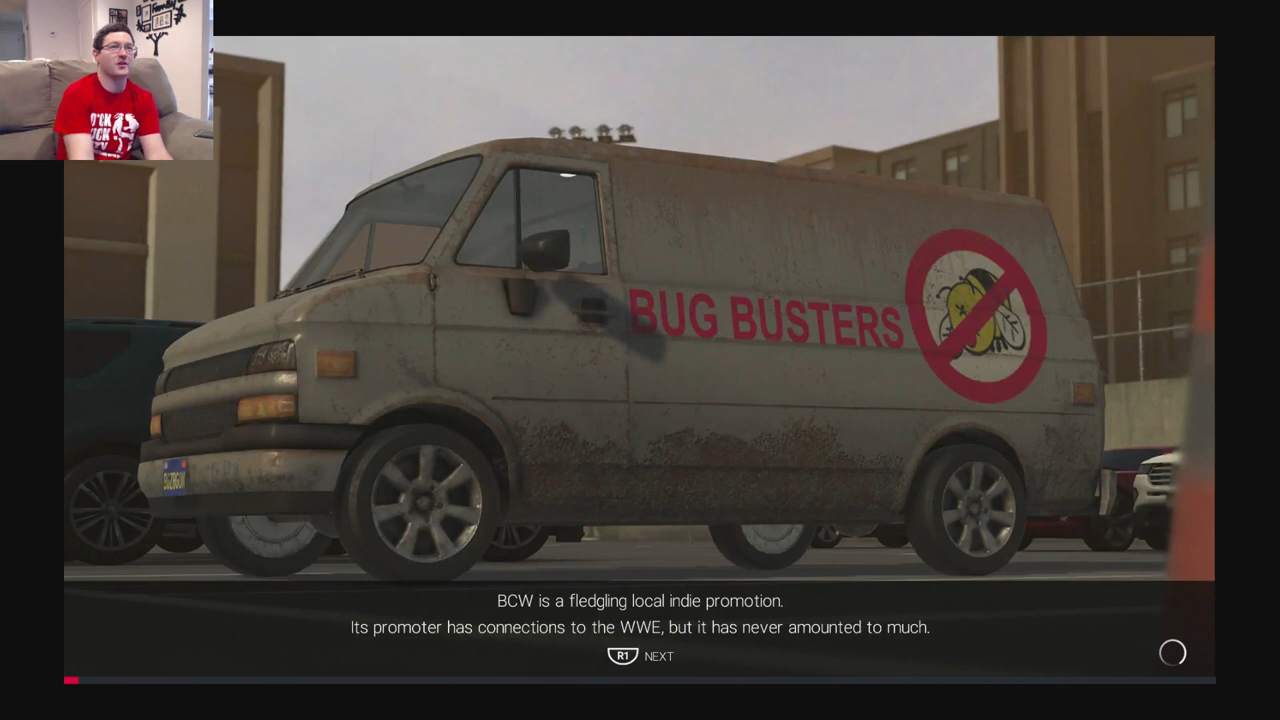 Family
BUG BUSTERS
BCW is a fledgling local indie promotion.
Its promoter has connections to the WWE, but it has never amounted to much.
R1 NEXT